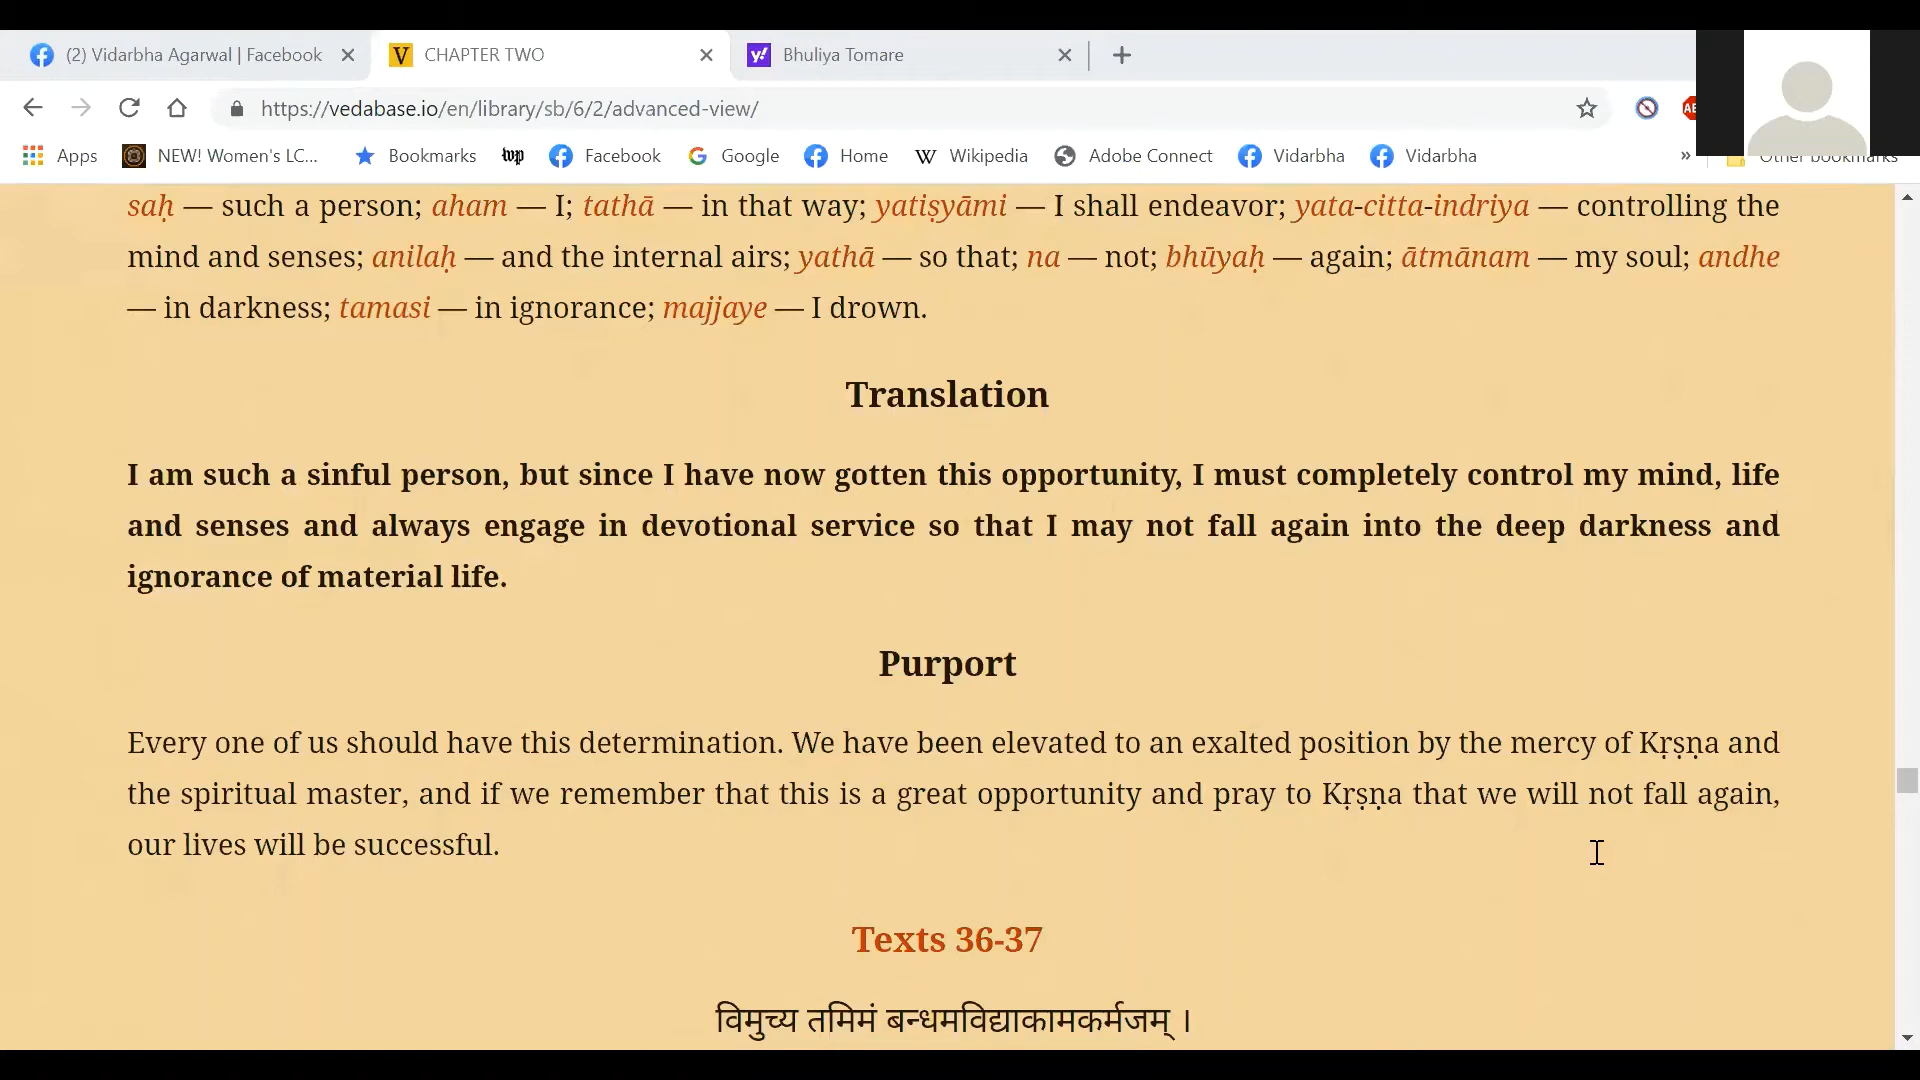 (2) Vidarbha Agarwal | Facebook
CHAPTER TWO
Bhuliya Tomare
https://vedabase.io/en/library/sb/6/2/advanced-view/
Apps
NEW! Women's LC...
Bookmarks
wp
Facebook
Google
Home
Wikipedia
Adobe Connect
Vidarbha
Vidarbha
»
Other bookmarks
saḥ — such a person; aham — I; tathā — in that way; yatiṣyāmi — I shall endeavor; yata-citta-indriya — controlling the
mind and senses; anilaḥ — and the internal airs; yathā — so that; na — not; bhūyaḥ — again; ātmānam — my soul; andhe
— in darkness; tamasi — in ignorance; majjaye — I drown.
Translation
I am such a sinful person, but since I have now gotten this opportunity, I must completely control my mind, life
and senses and always engage in devotional service so that I may not fall again into the deep darkness and
ignorance of material life.
Purport
Every one of us should have this determination. We have been elevated to an exalted position by the mercy of Kṛṣṇa and
the spiritual master, and if we remember that this is a great opportunity and pray to Kṛṣṇa that we will not fall again,
our lives will be successful.
Texts 36-37
विमुच्य तमिमं बन्धमविद्याकामकर्मजम् ।